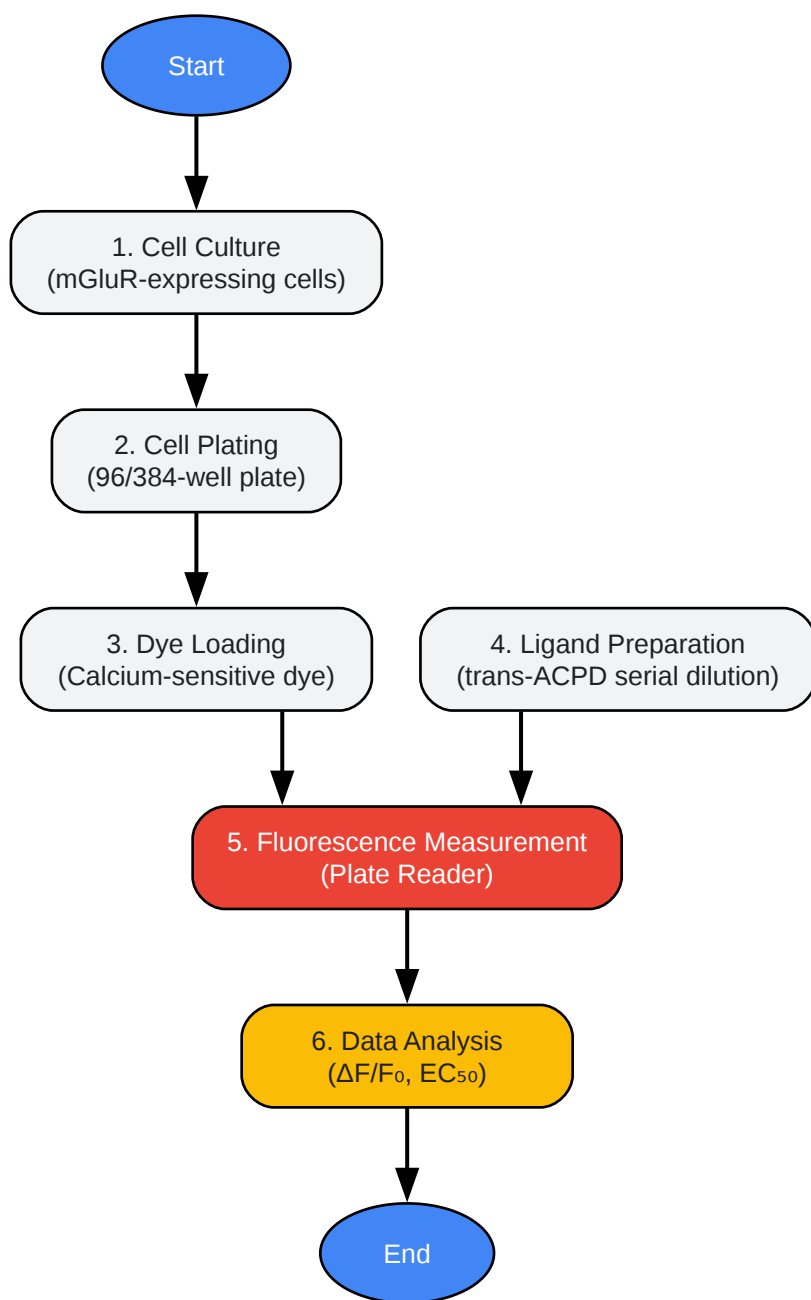 Start
1. Cell Culture
(mGluR-expressing cells)
2. Cell Plating
(96/384-well plate)
3. Dye Loading
(Calcium-sensitive dye)
4. Ligand Preparation
(trans-ACPD serial dilution)
5. Fluorescence Measurement
(Plate Reader)
6. Data Analysis
(ΔF/F₀, EC₅₀)
End